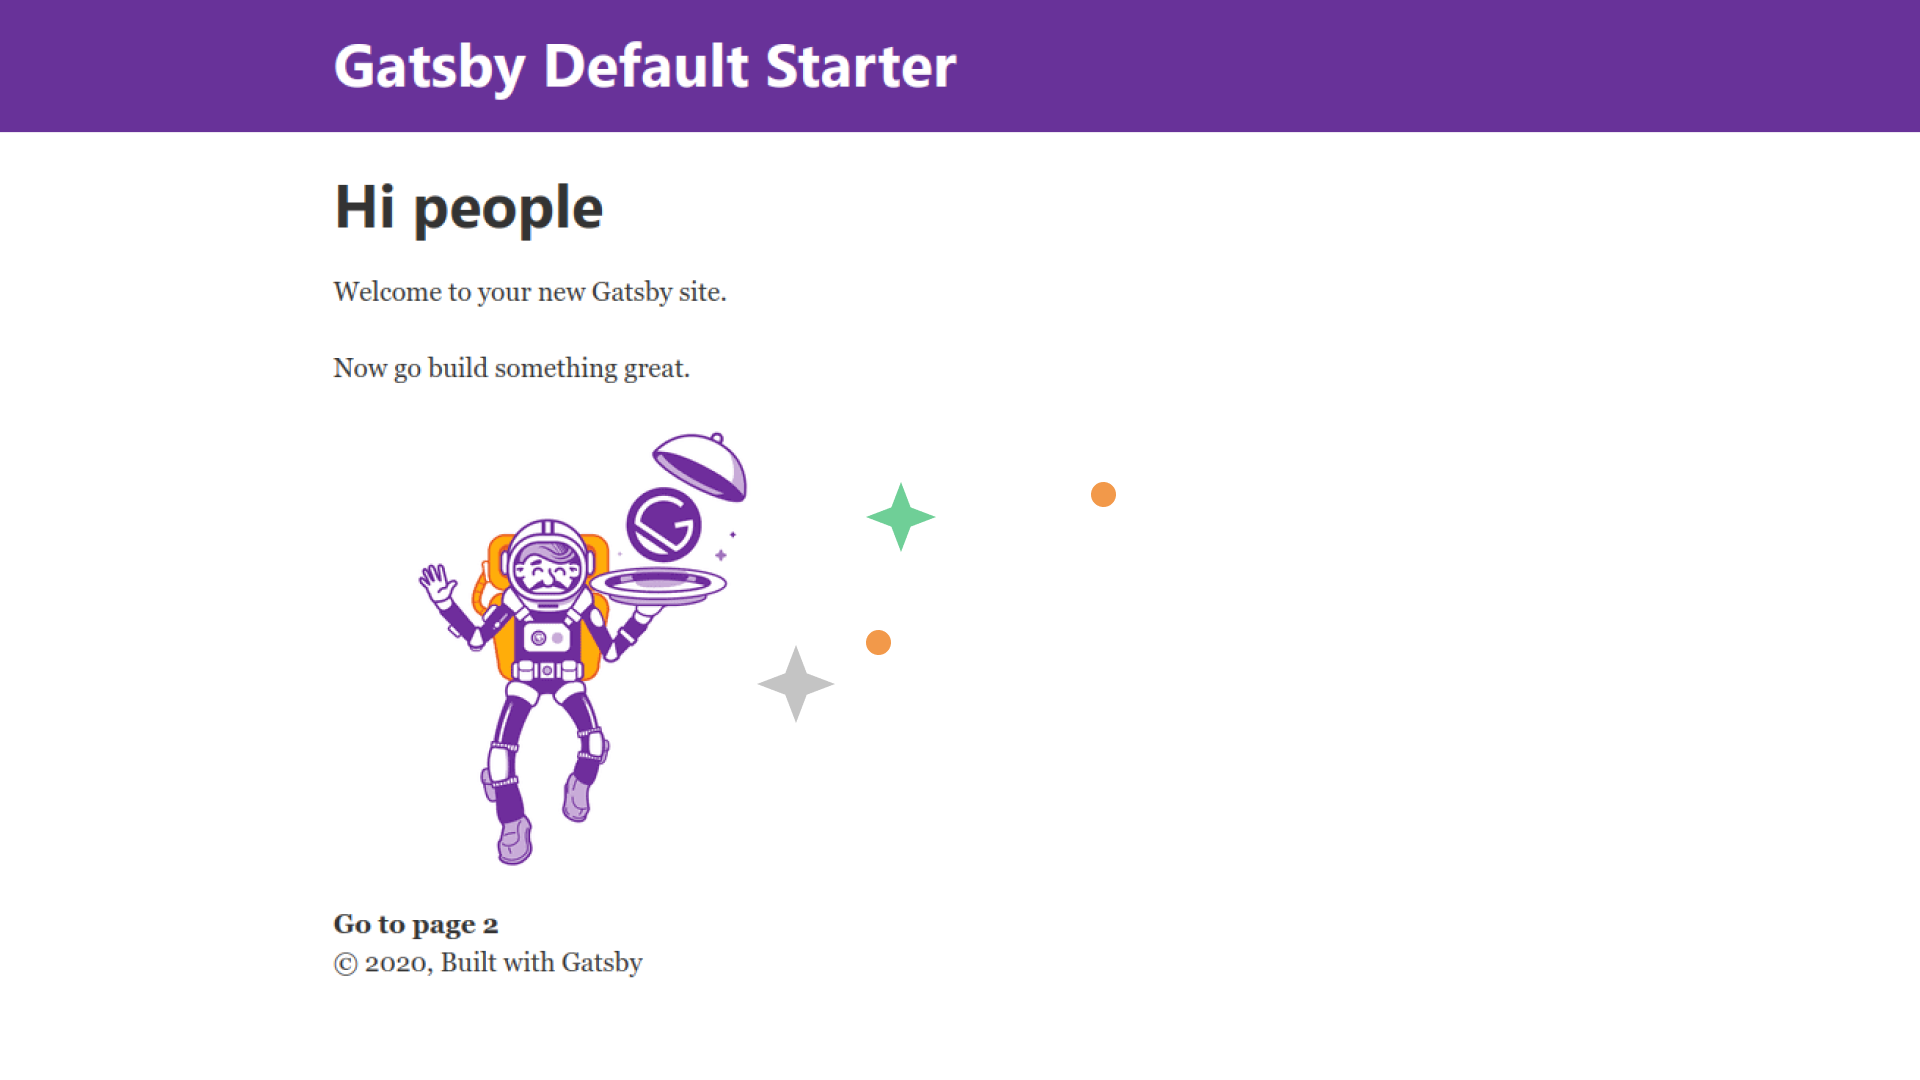 Gatsby Default Starter
Hi people
Welcome to your new Gatsby site.
Now go build something great.
Go to page 2
© 2020, Built with Gatsby